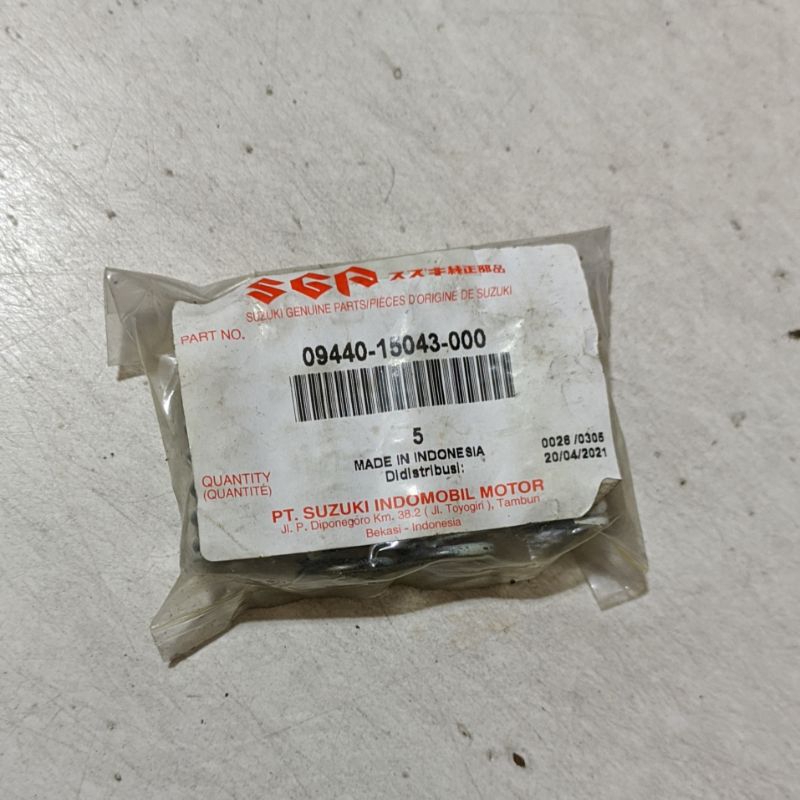 SGP スズキ純正部品
SUZUKI GENUINE PARTS/PIÈCES D'ORIGINE DE SUZUKI
PART NO.
09440-15043-000
5
MADE IN INDONESIA
Didistribusi:
0026 /0305
20/04/2021
QUANTITY
(QUANTITÉ)
PT. SUZUKI INDOMOBIL MOTOR
Jl. P. Diponegoro Km. 38.2 ( Jl. Toyogiri ), Tambun
Bekasi - Indonesia